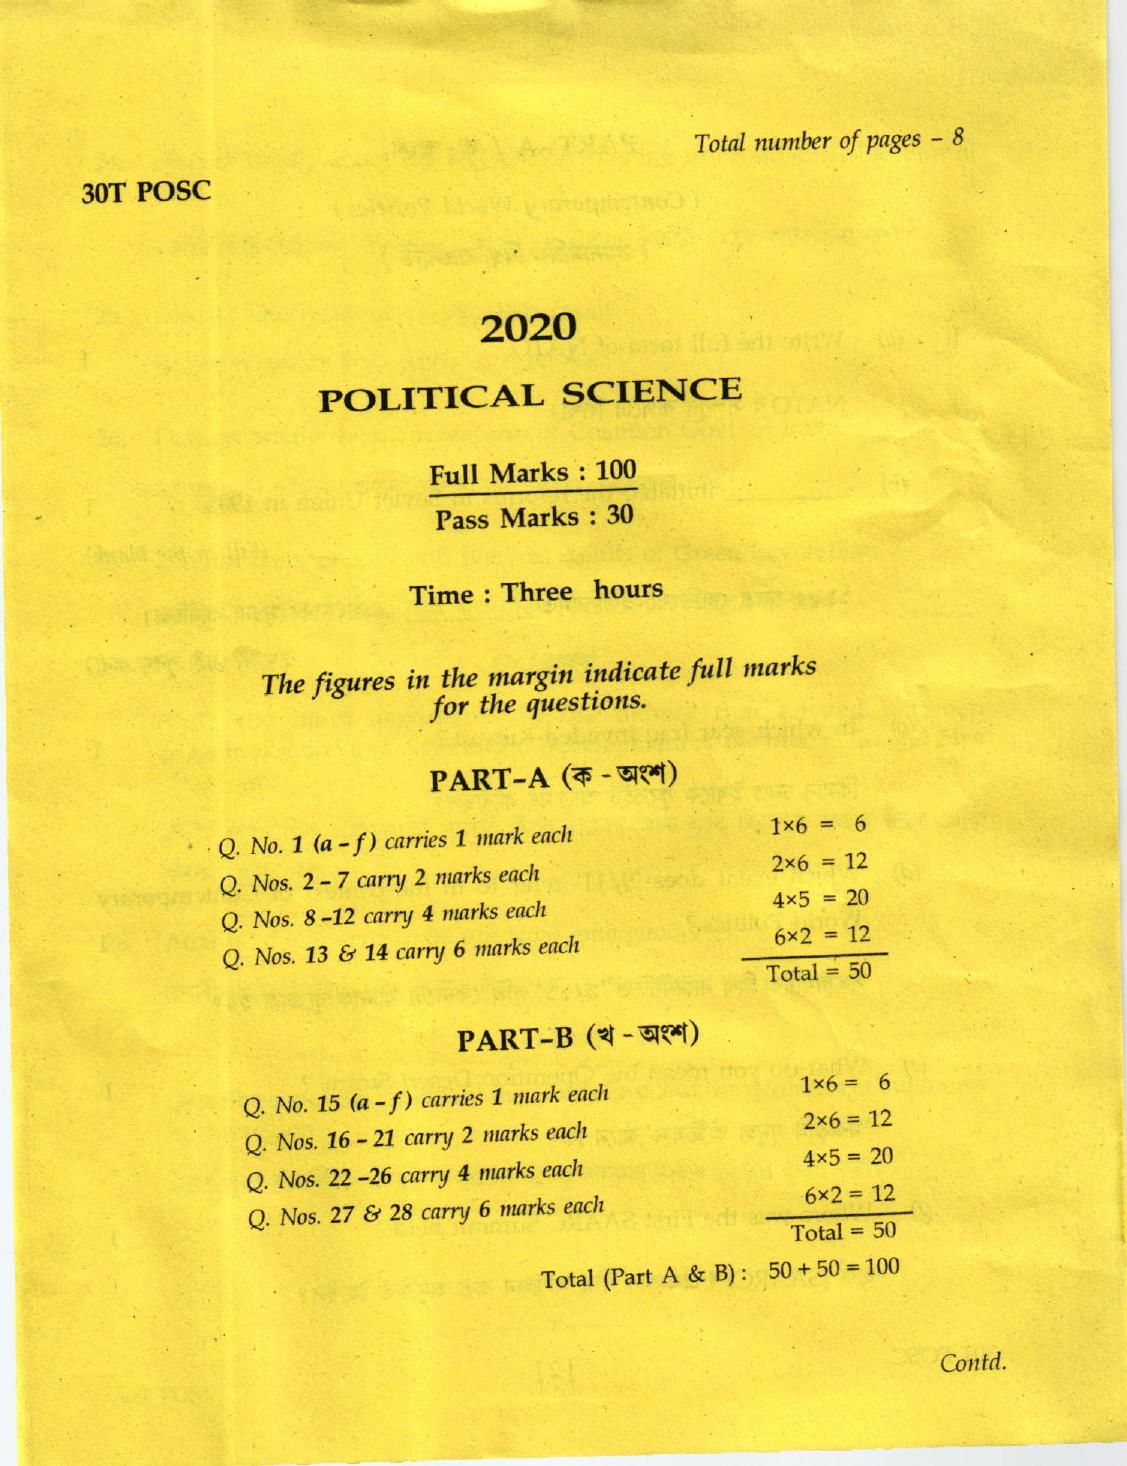 Total number of pages – 8
30T POSC
2020
POLITICAL SCIENCE
Full Marks : 100
Pass Marks : 30
Time : Three hours
The figures in the margin indicate full marks
for the questions.
PART–A (ক - অংশ)
Q. No. 1 (a – f) carries 1 mark each 1×6 = 6
Q. Nos. 2 – 7 carry 2 marks each 2×6 = 12
Q. Nos. 8 –12 carry 4 marks each 4×5 = 20
Q. Nos. 13 & 14 carry 6 marks each 6×2 = 12
Total = 50
PART–B (খ - অংশ)
Q. No. 15 (a – f) carries 1 mark each 1×6 = 6
Q. Nos. 16 – 21 carry 2 marks each 2×6 = 12
Q. Nos. 22 –26 carry 4 marks each 4×5 = 20
Q. Nos. 27 & 28 carry 6 marks each 6×2 = 12
Total = 50
Total (Part A & B) : 50 + 50 = 100
Contd.